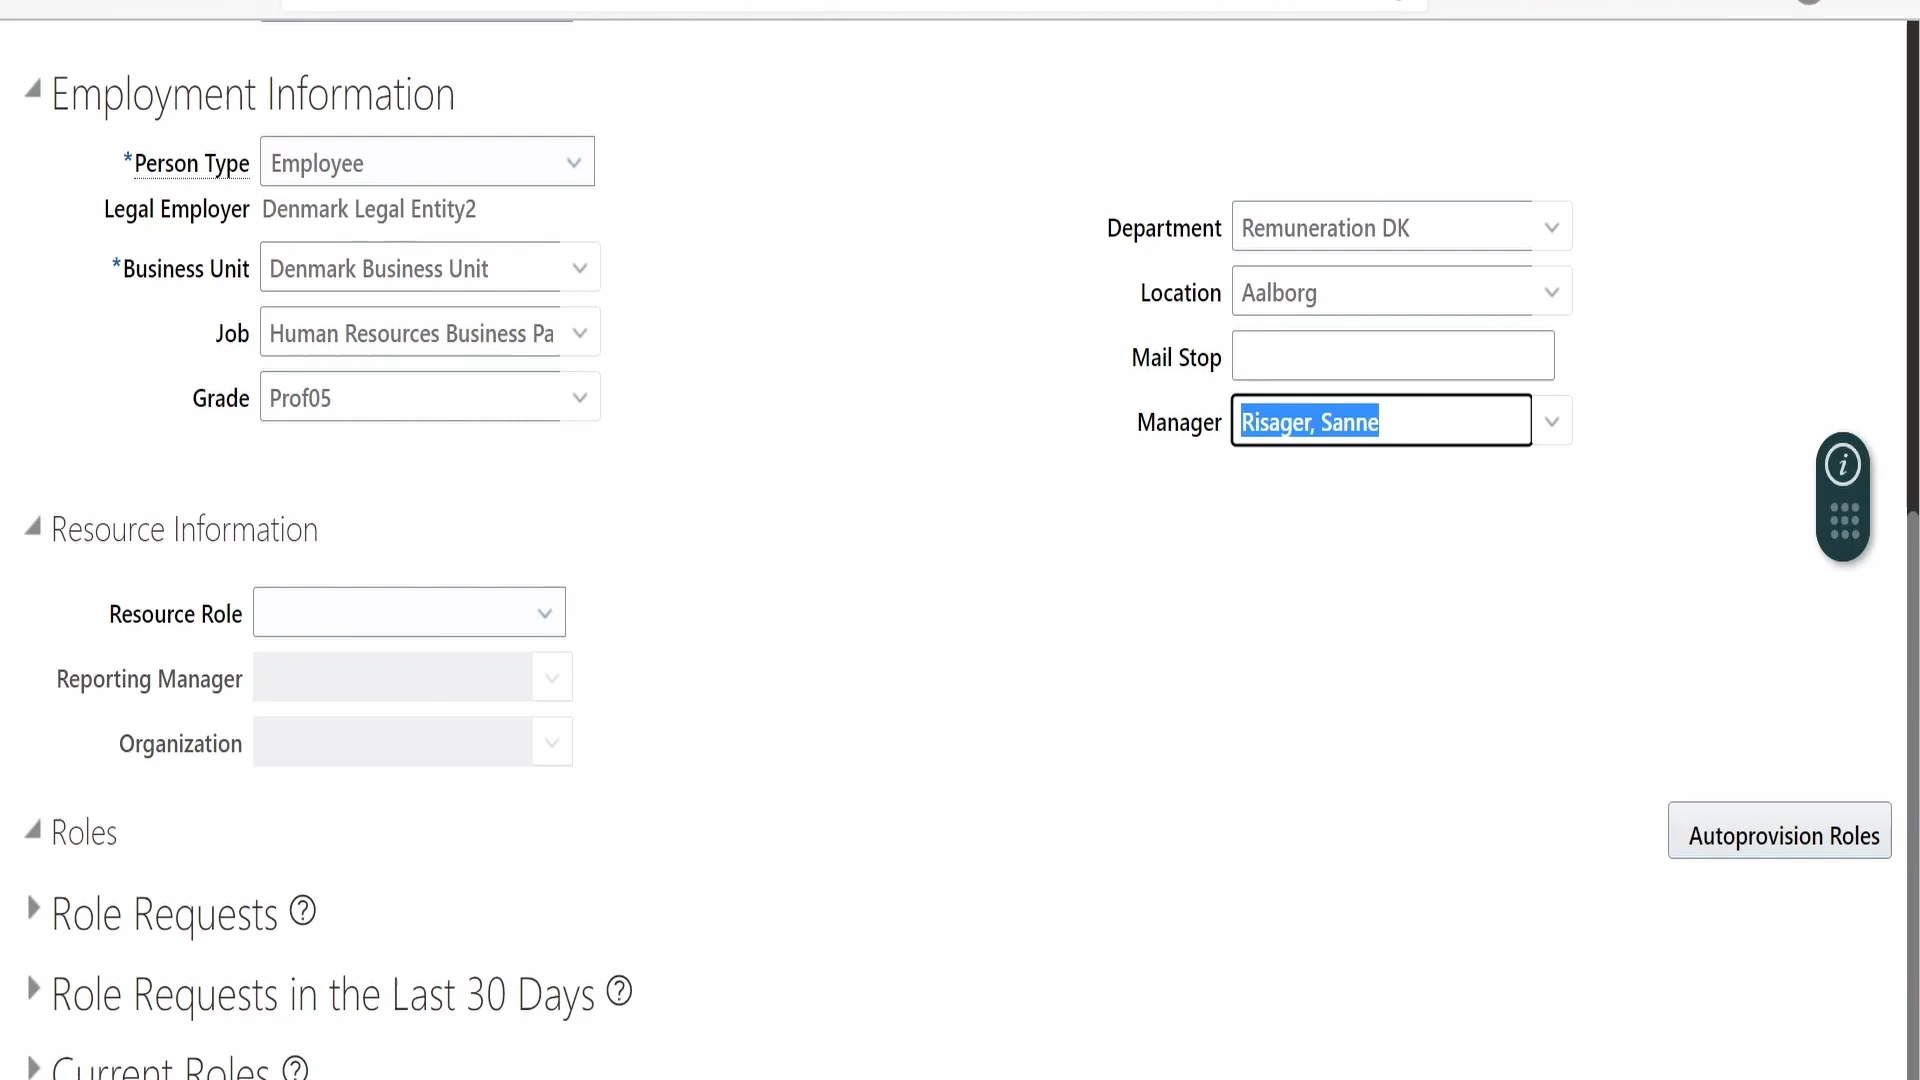 Employment Information
*Person Type Employee
Legal Employer Denmark Legal Entity2
*Business Unit Denmark Business Unit
Job Human Resources Business Pa
Grade Prof05
Department Remuneration DK
Location Aalborg
Mail Stop
Manager Risager, Sanne
Resource Information
Resource Role
Reporting Manager
Organization
Roles
Autoprovision Roles
Role Requests ?
Role Requests in the Last 30 Days ?
Current Roles ?
i